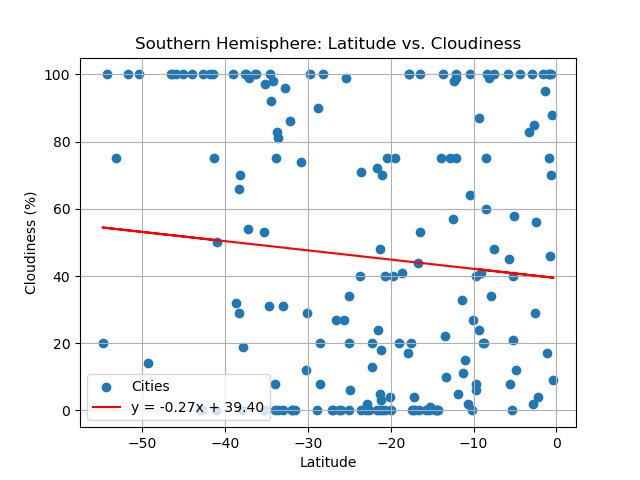 Southern Hemisphere: Latitude vs. Cloudiness
100
80
60
40
20
0
Cloudiness (%)
Cities
y = -0.27x + 39.40
−50 −40 −30 −20 −10 0
Latitude